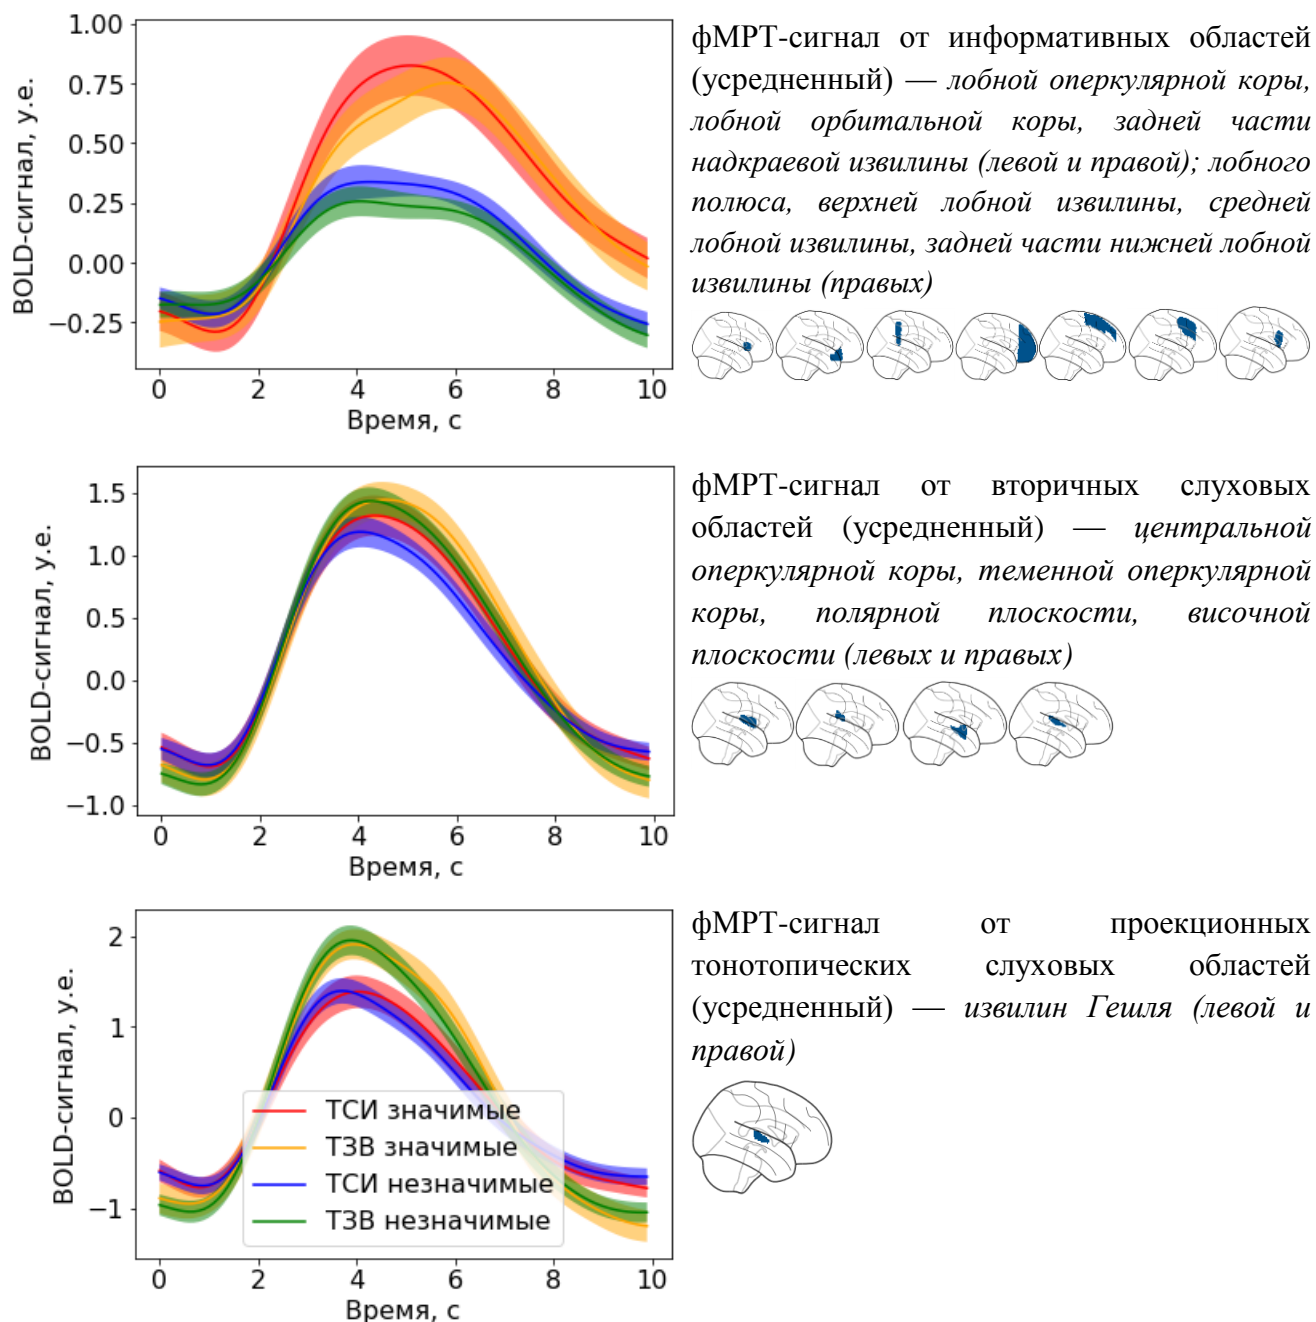 1.00
0.75
0.50
0.25
0.00
−0.25
BOLD-сигнал, у.е.
0 2 4 6 8 10
Время, с
фМРТ-сигнал от информативных областей
(усредненный) — лобной оперкулярной коры,
лобной орбитальной коры, задней части
надкраевой извилины (левой и правой); лобного
полюса, верхней лобной извилины, средней
лобной извилины, задней части нижней лобной
извилины (правых)
1.5
1.0
0.5
0.0
−0.5
−1.0
BOLD-сигнал, у.е.
0 2 4 6 8 10
Время, с
фМРТ-сигнал от вторичных слуховых
областей (усредненный) — центральной
оперкулярной коры, теменной оперкулярной
коры, полярной плоскости, височной
плоскости (левых и правых)
2
1
0
−1
BOLD-сигнал, у.е.
ТСИ значимые
ТЗВ значимые
ТСИ незначимые
ТЗВ незначимые
0 2 4 6 8 10
Время, с
фМРТ-сигнал от проекционных
тонотопических слуховых областей
(усредненный) — извилин Гешля (левой и
правой)